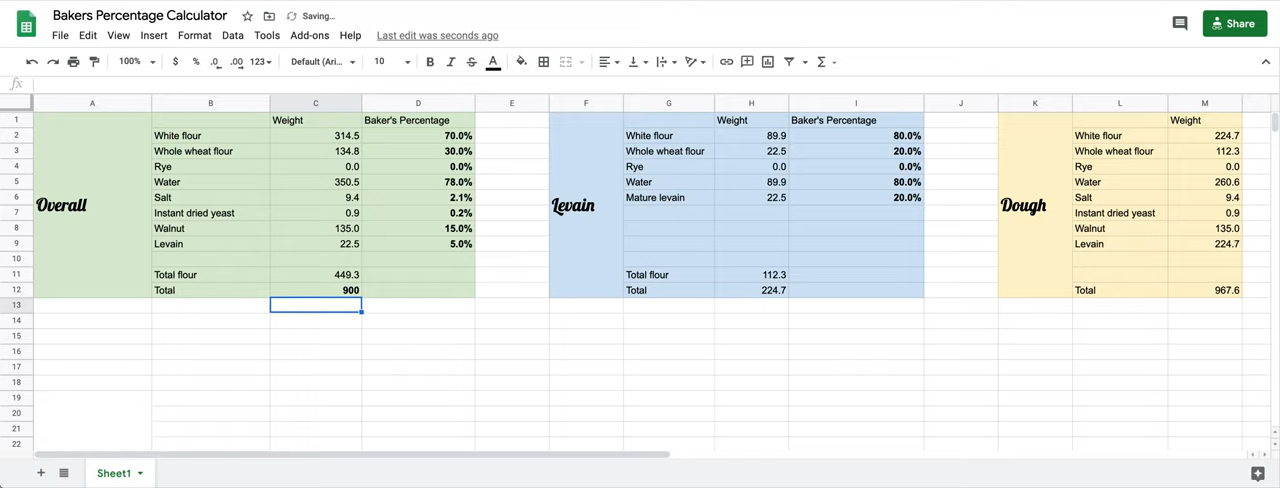 Bakers Percentage Calculator Saving... Share
File Edit View Insert Format Data Tools Add-ons Help Last edit was seconds ago
100% $ % .0 .00 123 Default (Ari... 10 B I S A
fx
A B C D E F G H I J K L M
1 Weight Baker's Percentage Weight Baker's Percentage Weight
2 White flour 314.5 70.0% White flour 89.9 80.0% White flour 224.7
3 Whole wheat flour 134.8 30.0% Whole wheat flour 22.5 20.0% Whole wheat flour 112.3
4 Rye 0.0 0.0% Rye 0.0 0.0% Rye 0.0
5 Water 350.5 78.0% Water 89.9 80.0% Water 260.6
6 Salt 9.4 2.1% Mature levain 22.5 20.0% Salt 9.4
Overall Levain Dough
7 Instant dried yeast 0.9 0.2% Instant dried yeast 0.9
8 Walnut 135.0 15.0% Walnut 135.0
9 Levain 22.5 5.0% Levain 224.7
10
11 Total flour 449.3 Total flour 112.3
12 Total 900 Total 224.7 Total 967.6
13
14
15
16
17
18
19
20
21
22
Sheet1